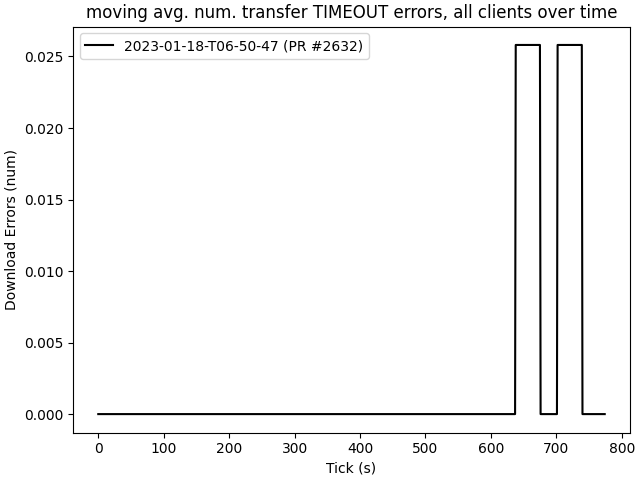 moving avg. num. transfer TIMEOUT errors, all clients over time
2023-01-18-T06-50-47 (PR #2632)
0.025
0.020
0.015
0.010
0.005
0.000
Download Errors (num)
0 100 200 300 400 500 600 700 800
Tick (s)